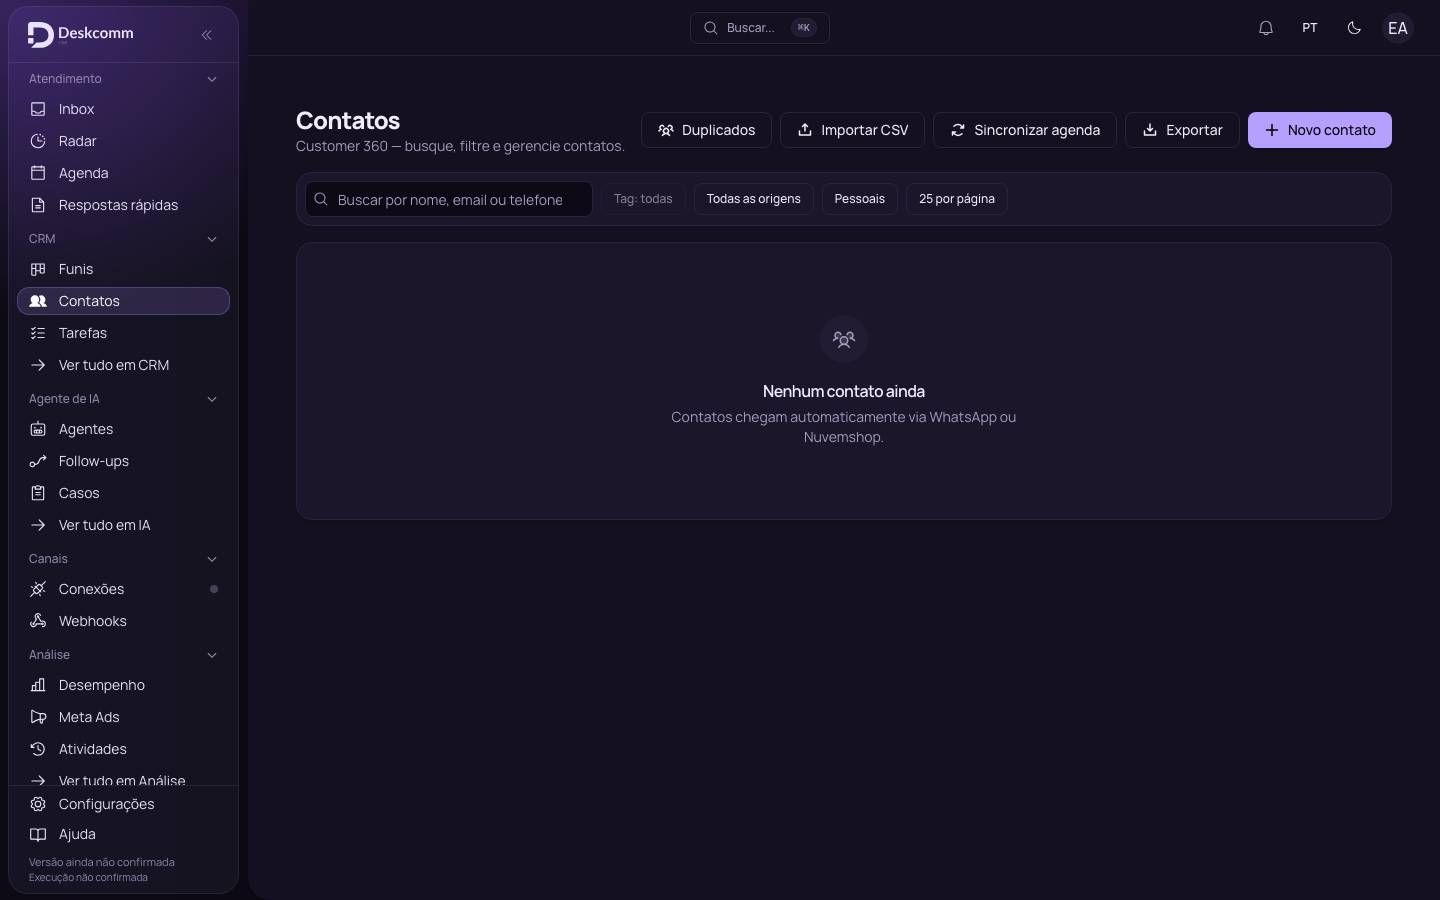 Deskcomm
Buscar...
⌘K
PT
EA
Atendimento
Inbox
Radar
Agenda
Respostas rápidas
CRM
Funis
Contatos
Tarefas
Ver tudo em CRM
Agente de IA
Agentes
Follow-ups
Casos
Ver tudo em IA
Canais
Conexões
Webhooks
Análise
Desempenho
Meta Ads
Atividades
Ver tudo em Análise
Configurações
Ajuda
Versão ainda não confirmada
Execução não confirmada
Contatos
Customer 360 — busque, filtre e gerencie contatos.
Duplicados
Importar CSV
Sincronizar agenda
Exportar
Novo contato
Buscar por nome, email ou telefone
Tag: todas
Todas as origens
Pessoais
25 por página
Nenhum contato ainda
Contatos chegam automaticamente via WhatsApp ou
Nuvemshop.